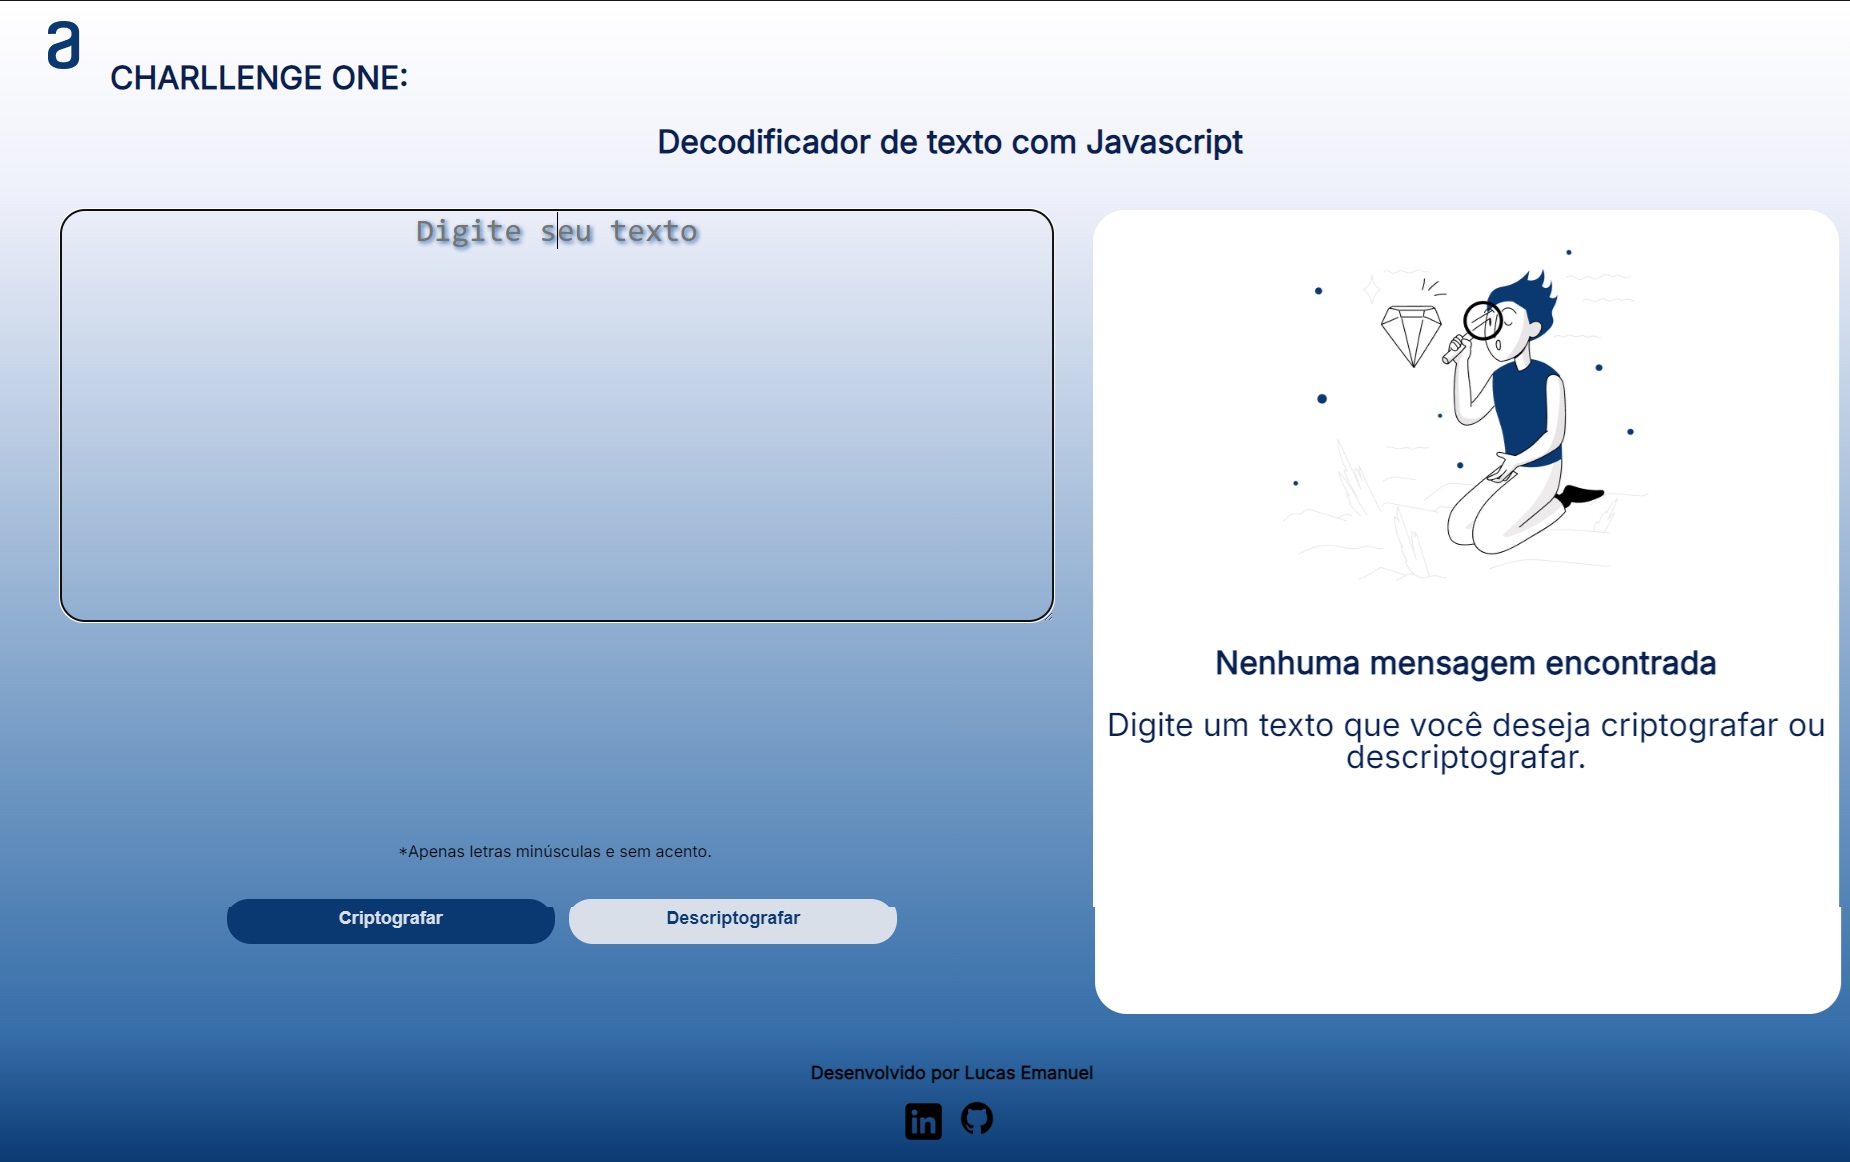 a
CHARLLENGE ONE:
Decodificador de texto com Javascript
Digite seu texto
Nenhuma mensagem encontrada
Digite um texto que você deseja criptografar ou
descriptografar.
*Apenas letras minúsculas e sem acento.
Criptografar
Descriptografar
Desenvolvido por Lucas Emanuel
in